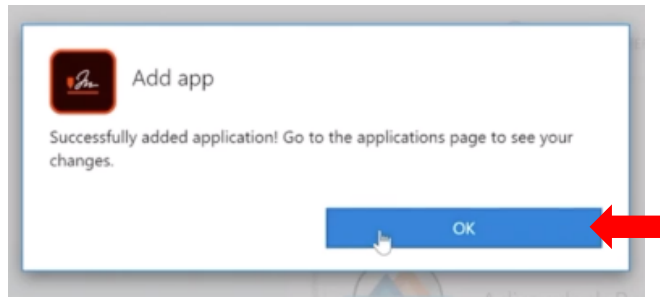 Add app
Successfully added application! Go to the applications page to see your
changes.
OK